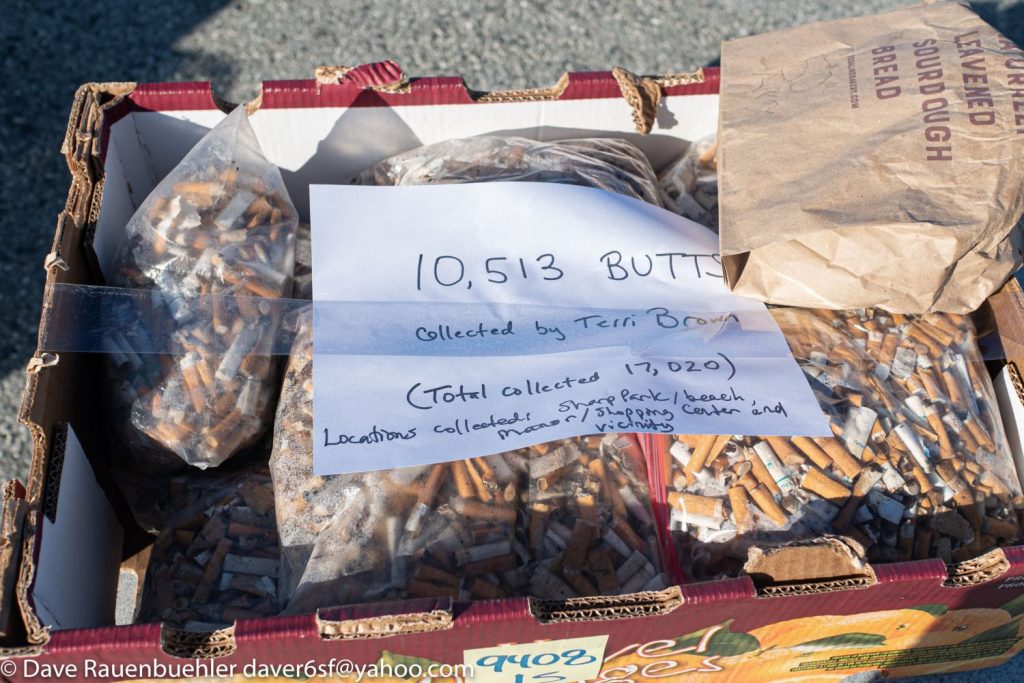 LEAVENED
SOURDOUGH
BREAD
10,513 BUTTS
collected by Terri Brown
(Total collected 17,020)
Locations collected: Sharp Park/beach,
manor/shopping center and
vicinity
9408
15
© Dave Rauenbuehler daver6sf@yahoo.com